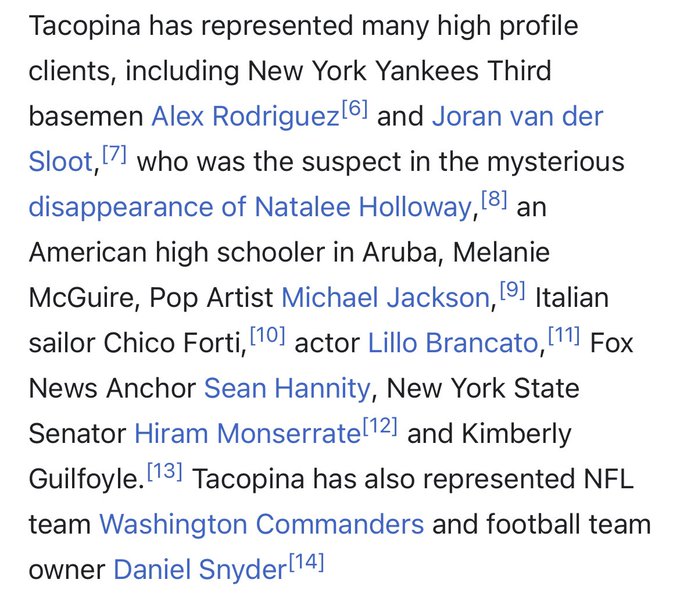 Tacopina has represented many high profile
clients, including New York Yankees Third
basemen Alex Rodriguez[6] and Joran van der
Sloot,[7] who was the suspect in the mysterious
disappearance of Natalee Holloway,[8] an
American high schooler in Aruba, Melanie
McGuire, Pop Artist Michael Jackson,[9] Italian
sailor Chico Forti,[10] actor Lillo Brancato,[11] Fox
News Anchor Sean Hannity, New York State
Senator Hiram Monserrate[12] and Kimberly
Guilfoyle.[13] Tacopina has also represented NFL
team Washington Commanders and football team
owner Daniel Snyder[14]